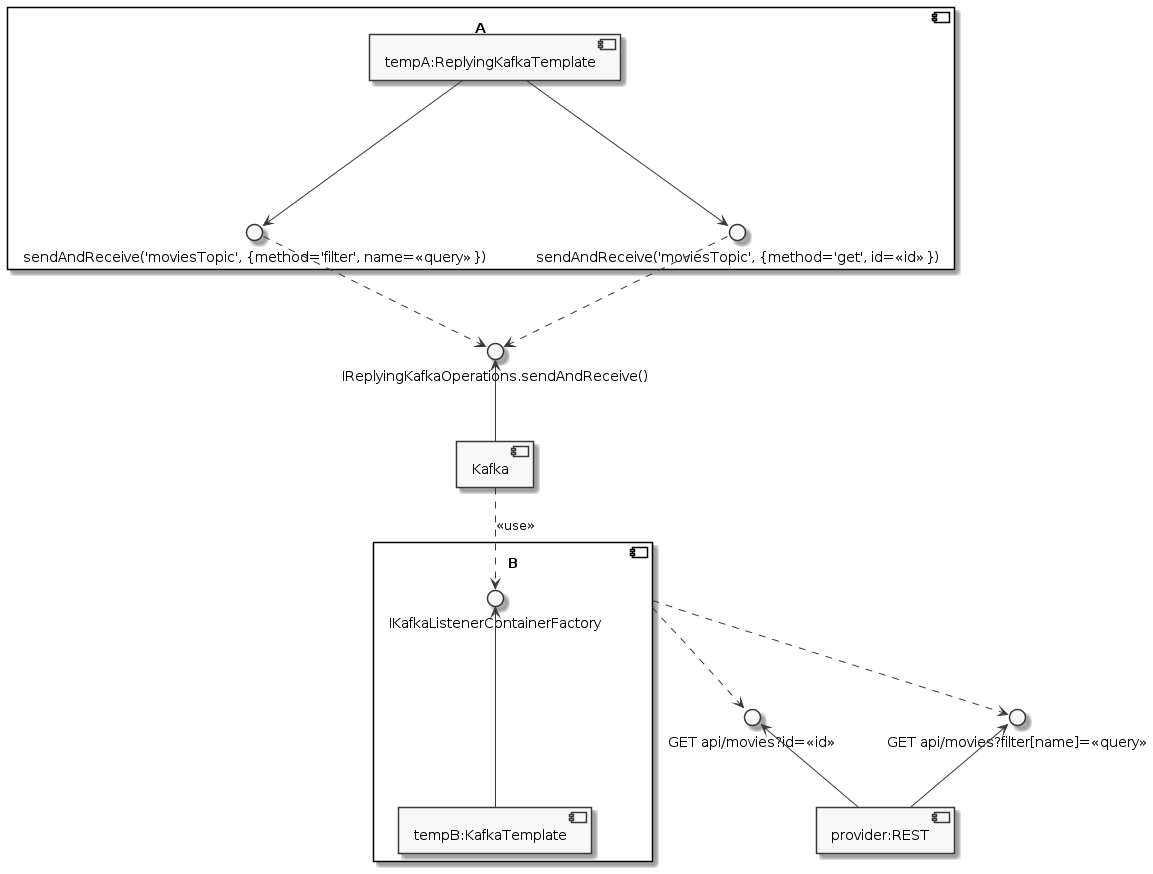 A
tempA:ReplyingKafkaTemplate
sendAndReceive('moviesTopic', {method='filter', name=«query» })
sendAndReceive('moviesTopic', {method='get', id=«id» })
IReplyingKafkaOperations.sendAndReceive()
Kafka
«use»
B
IKafkaListenerContainerFactory
GET api/movies?id=«id»
GET api/movies?filter[name]=«query»
tempB:KafkaTemplate
provider:REST